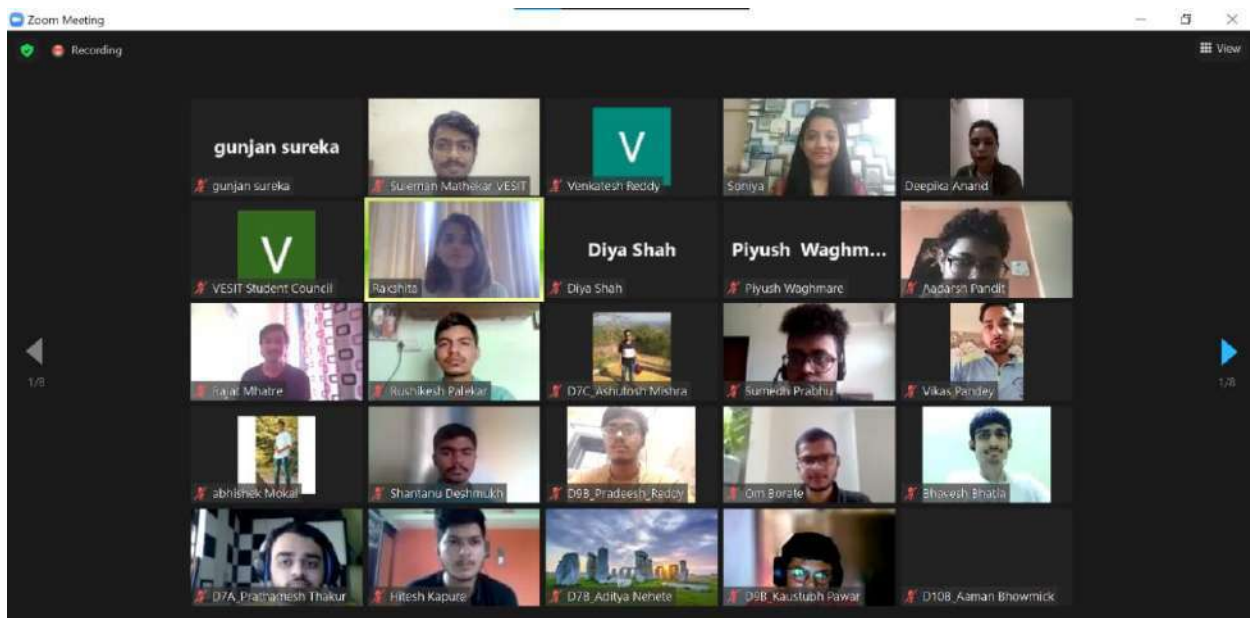 Zoom Meeting
Recording
View
gunjan sureka
gunjan sureka
Suleman Mathekar VESIT
V
Venkatesh Reddy
Soniya
Deepika Anand
V
VESIT Student Council
Rakshita
Diya Shah
Diya Shah
Piyush Waghm...
Piyush Waghmare
Aadarsh Pandit
1/8
Rajat Mhatre
Rushikesh Palekar
D7C_Ashutosh Mishra
Sumedh Prabhu
Vikas Pandey
1/8
abhishek Mokal
Shantanu Deshmukh
D9B_Pradeesh_Reddy
Om Borate
Bhavesh Bhatia
D7A_Prathamesh Thakur
Hitesh Kapure
D7B_Aditya Nehete
D9B_Kaustubh Pawar
D10B_Aaman Bhowmick